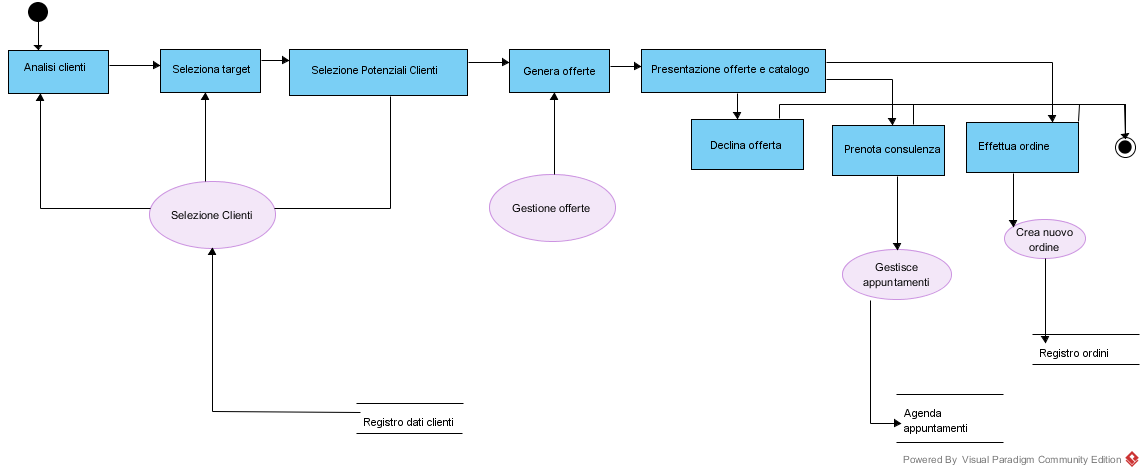 Analisi clienti
Seleziona target
Selezione Potenziali Clienti
Genera offerte
Presentazione offerte e catalogo
Declina offerta
Prenota consulenza
Effettua ordine
Selezione Clienti
Gestione offerte
Crea nuovo
ordine
Gestisce
appuntamenti
Registro ordini
Registro dati clienti
Agenda
appuntamenti
Powered By Visual Paradigm Community Edition